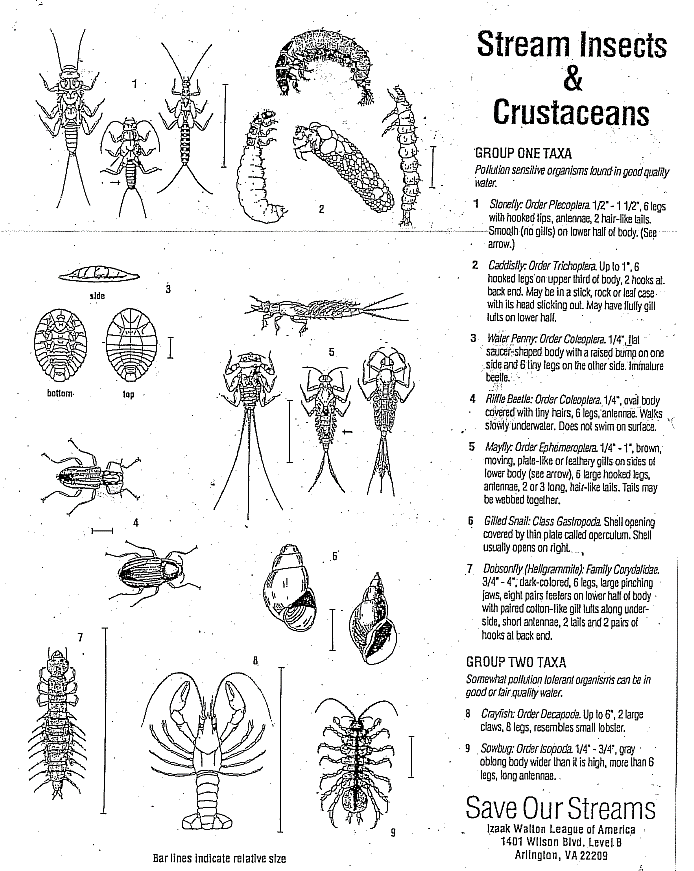 Stream Insects
&
Crustaceans
GROUP ONE TAXA
Pollution sensitive organisms found in good quality
water.
1 Stonefly: Order Plecoptera. 1/2" - 1 1/2", 6 legs
with hooked tips, antennae, 2 hair-like tails.
Smooth (no gills) on lower half of body. (See
arrow.)
2 Caddisfly: Order Trichoptera. Up to 1", 6
hooked legs on upper third of body, 2 hooks at
back end. May be in a stick, rock or leaf case
with its head sticking out. May have fluffy gill
tufts on lower half.
3 Water Penny: Order Coleoptera. 1/4", flat
saucer-shaped body with a raised bump on one
side and 6 tiny legs on the other side. Immature
beetle.
4 Riffle Beetle: Order Coleoptera. 1/4", oval body
covered with tiny hairs, 6 legs, antennae. Walks
slowly underwater. Does not swim on surface.
5 Mayfly: Order Ephemeroptera. 1/4" - 1", brown,
moving, plate-like or feathery gills on sides of
lower body (see arrow), 6 large hooked legs,
antennae, 2 or 3 long, hair-like tails. Tails may
be webbed together.
6 Gilled Snail: Class Gastropoda. Shell opening
covered by thin plate called operculum. Shell
usually opens on right.
7 Dobsonfly (Hellgrammite): Family Corydalidae.
3/4" - 4", dark-colored, 6 legs, large pinching
jaws, eight pairs feelers on lower half of body
with paired cotton-like gill tufts along under-
side, short antennae, 2 tails and 2 pairs of
hooks at back end.
GROUP TWO TAXA
Somewhat pollution tolerant organisms can be in
good or fair quality water.
8 Crayfish: Order Decapoda. Up to 6", 2 large
claws, 8 legs, resembles small lobster.
9 Sowbug: Order Isopoda. 1/4" - 3/4", gray
oblong body wider than it is high, more than 6
legs, long antennae.
Save Our Streams
Izaak Walton League of America
1401 Wilson Blvd. Level B
Arlington, VA 22209
1
2
3
side
bottom
top
5
4
6
7
8
9
Bar lines indicate relative size